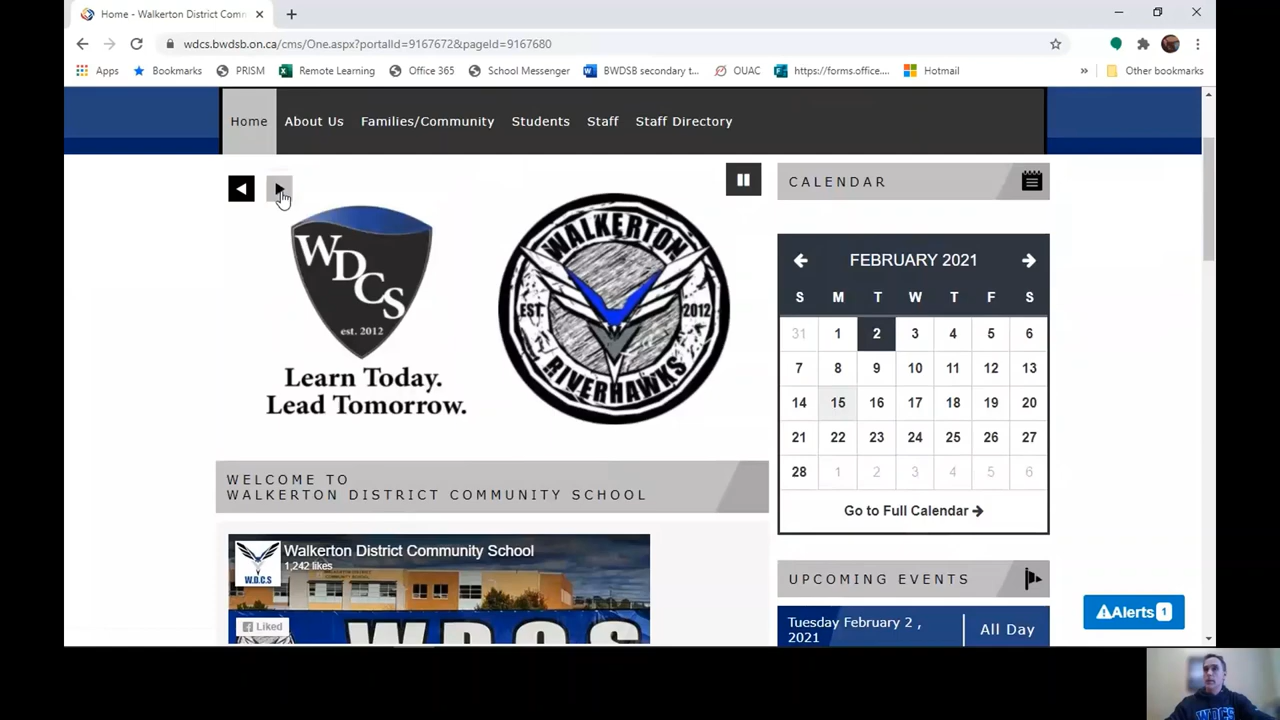 Home - Walkerton District Comm
wdcs.bwdsb.on.ca/cms/One.aspx?portalId=9167672&pageId=9167680
Apps Bookmarks PRISM Remote Learning Office 365 School Messenger BWDSB secondary t... OUAC https://forms.office.... Hotmail » Other bookmarks
Home About Us Families/Community Students Staff Staff Directory
WDCS
est. 2012
Learn Today.
Lead Tomorrow.
WALKERTON
EST. 2012
RIVERHAWKS
CALENDAR
FEBRUARY 2021
S M T W T F S
31 1 2 3 4 5 6
7 8 9 10 11 12 13
14 15 16 17 18 19 20
21 22 23 24 25 26 27
28 1 2 3 4 5 6
Go to Full Calendar
WELCOME TO
WALKERTON DISTRICT COMMUNITY SCHOOL
Walkerton District Community School
1,242 likes
W.D.C.S
Liked
W.D.C.S
UPCOMING EVENTS
Tuesday February 2 ,
2021
All Day
Alerts 1
WDCS